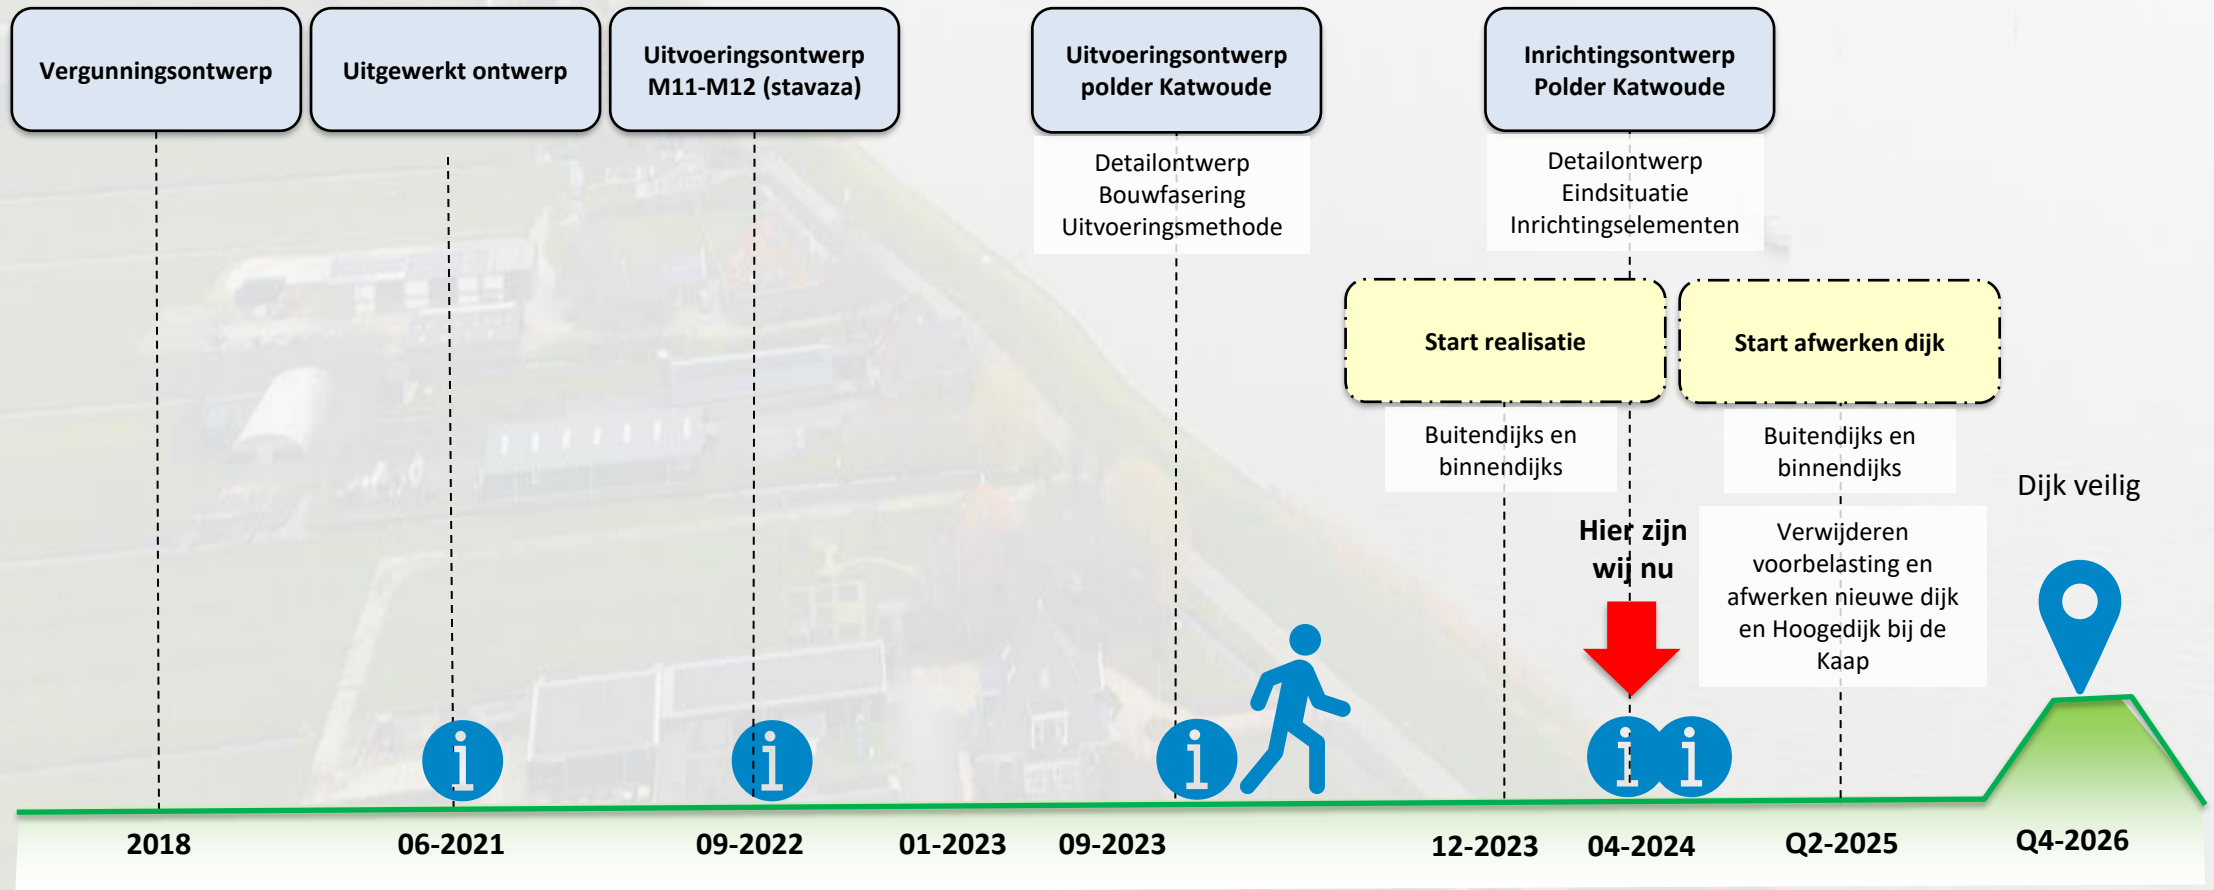 Vergunningsontwerp
Uitgewerkt ontwerp
Uitvoeringsontwerp
M11-M12 (stavaza)
Uitvoeringsontwerp
polder Katwoude
Detailontwerp
Bouwfasering
Uitvoeringsmethode
Inrichtingsontwerp
Polder Katwoude
Detailontwerp
Eindsituatie
Inrichtingselementen
Start realisatie
Buitendijks en
binnendijks
Start afwerken dijk
Buitendijks en
binnendijks
Verwijderen
voorbelasting en
afwerken nieuwe dijk
en Hoogedijk bij de
Kaap
Hier zijn
wij nu
Dijk veilig
i
i
i
i
i
2018
06-2021
09-2022
01-2023
09-2023
12-2023
04-2024
Q2-2025
Q4-2026